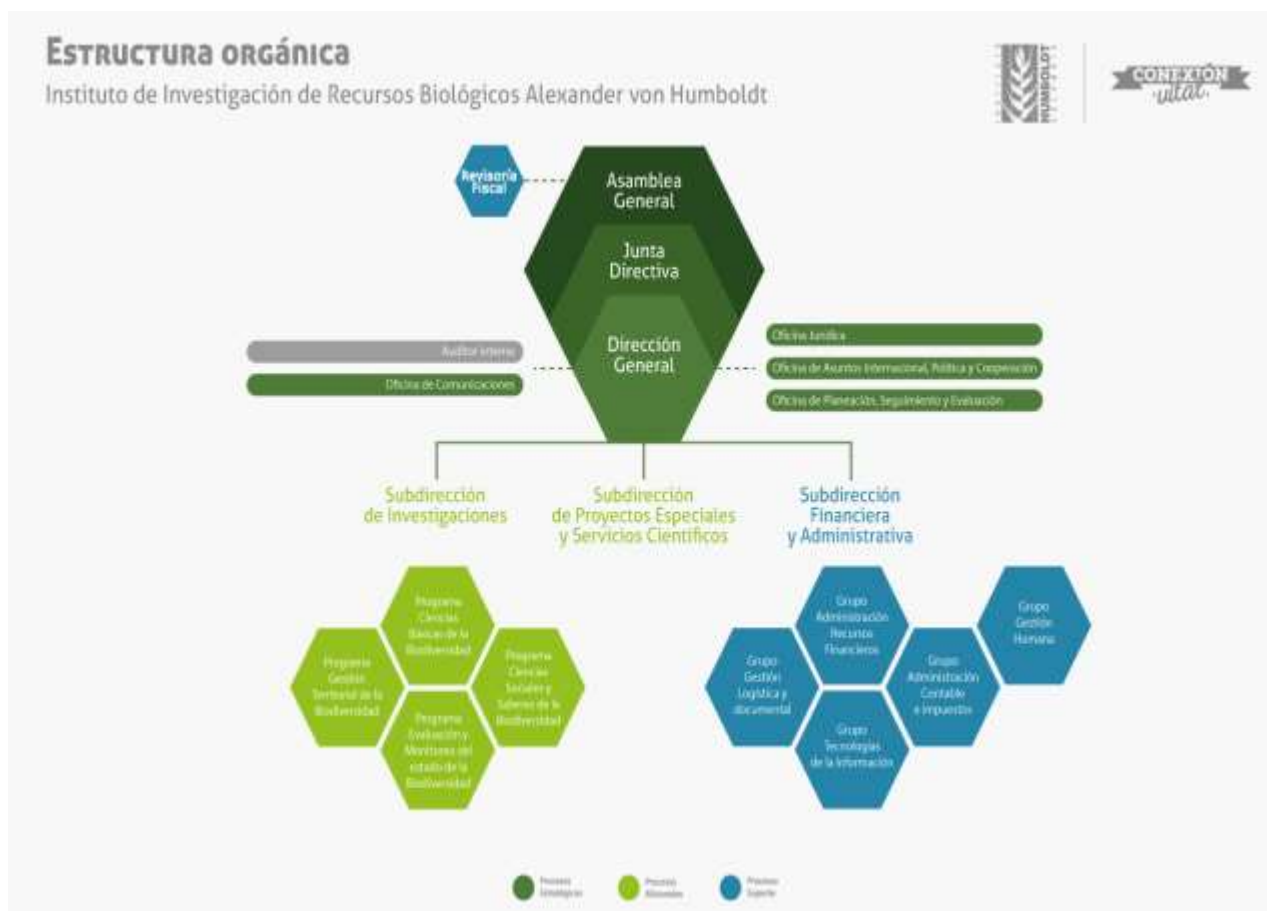 Estructura orgánica
Instituto de Investigación de Recursos Biológicos Alexander von Humboldt
HUMBOLDT
CONEXIÓN
vital
Revisoría
Fiscal
Asamblea
General
Junta
Directiva
Dirección
General
Auditor Interno
Oficina de Comunicaciones
Oficina Jurídica
Oficina de Asuntos Internacional, Política y Cooperación
Oficina de Planeación, Seguimiento y Evaluación
Subdirección
de Investigaciones
Subdirección
de Proyectos Especiales
y Servicios Científicos
Subdirección
Financiera
y Administrativa
Programa
Ciencias
Básicas de la
Biodiversidad
Programa
Gestión
Territorial de la
Biodiversidad
Programa
Ciencias
Sociales y
Saberes de la
Biodiversidad
Programa
Evaluación y
Monitoreo del
estado de la
Biodiversidad
Grupo
Administración
Recursos
Financieros
Grupo
Gestión
Humana
Grupo
Gestión
Logística y
documental
Grupo
Administración
Contable
e impuestos
Grupo
Tecnologías
de la Información
Procesos
Estratégicos
Procesos
Misionales
Procesos
Soporte